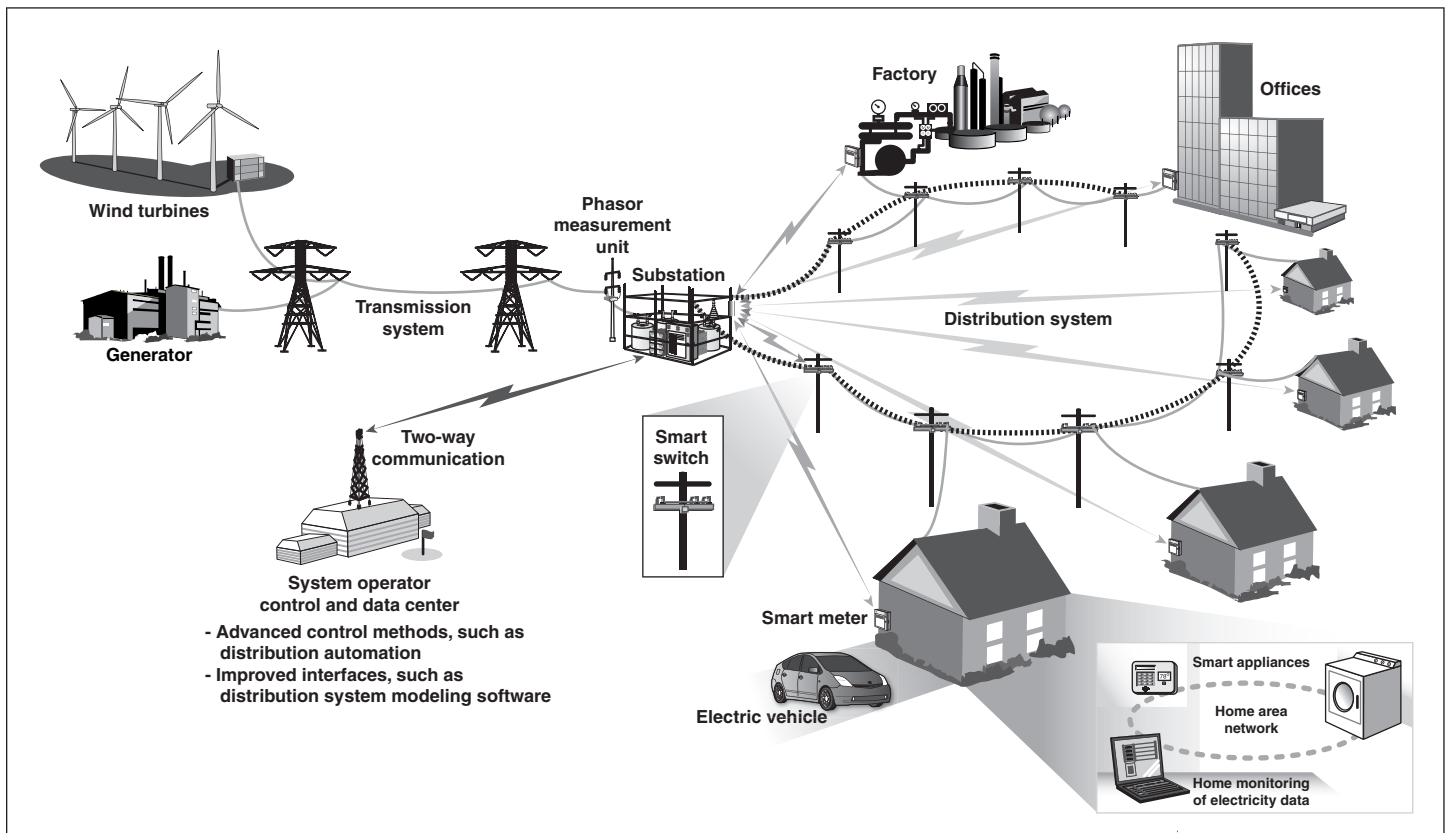 Factory
Offices
Wind turbines
Phasor
measurement
unit
Substation
Transmission
system
Distribution system
Generator
Two-way
communication
Smart
switch
System operator
control and data center
- Advanced control methods, such as
distribution automation
- Improved interfaces, such as
distribution system modeling software
Smart meter
Electric vehicle
Smart appliances
78°
Home area
network
Home monitoring
of electricity data